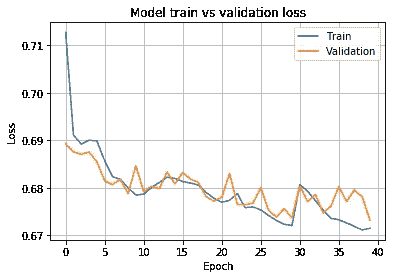 Model train vs validation loss
Train
Validation
0.71
0.70
0.69
0.68
0.67
Loss
0 5 10 15 20 25 30 35 40
Epoch